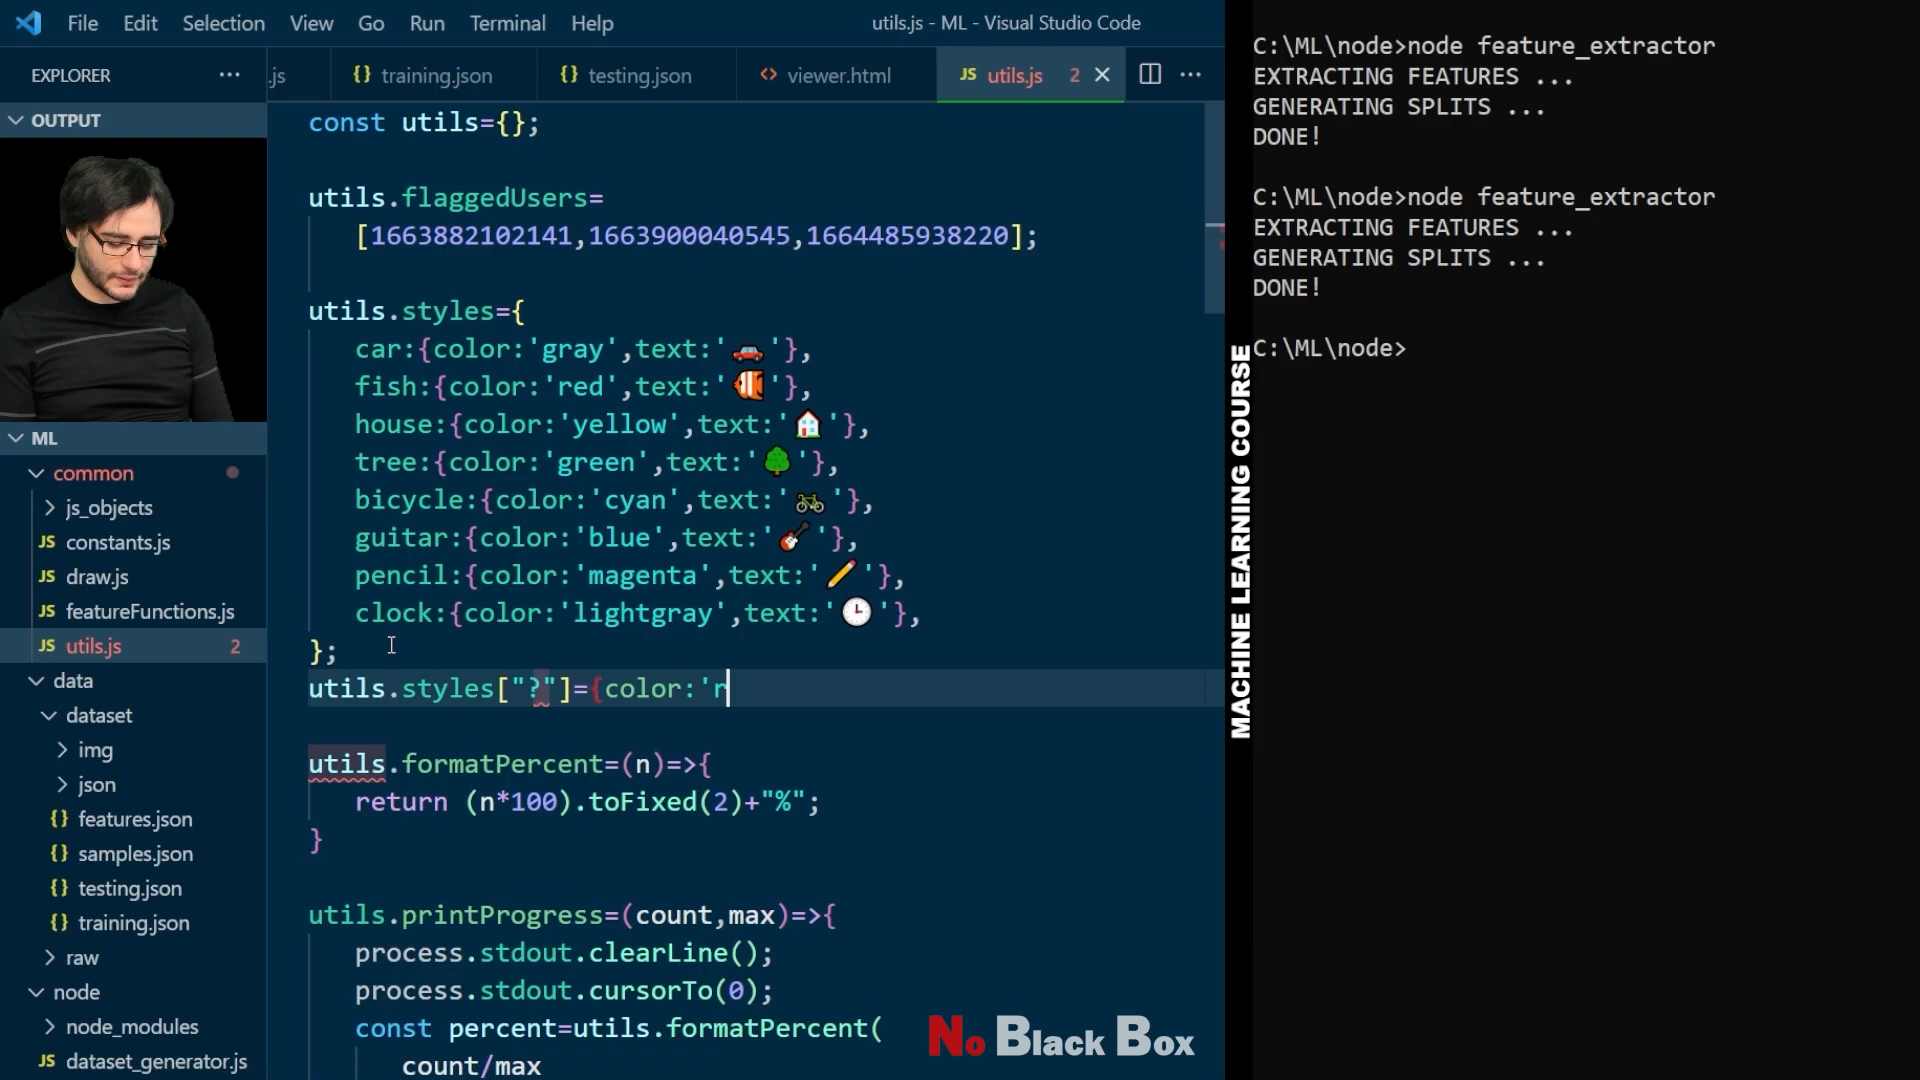 File Edit Selection View Go Run Terminal Help
utils.js - ML - Visual Studio Code
EXPLORER ...
.js {} training.json {} testing.json <> viewer.html JS utils.js 2
OUTPUT
ML
common
js_objects
JS constants.js
JS draw.js
JS featureFunctions.js
JS utils.js 2
data
dataset
img
json
{} features.json
{} samples.json
{} testing.json
{} training.json
raw
node
node_modules
JS dataset_generator.js
const utils={};
utils.flaggedUsers=
[1663882102141,1663900040545,1664485938220];
utils.styles={
car:{color:'gray',text:'🚗'},
fish:{color:'red',text:'🐠'},
house:{color:'yellow',text:'🏠'},
tree:{color:'green',text:'🌳'},
bicycle:{color:'cyan',text:'🚲'},
guitar:{color:'blue',text:'🎸'},
pencil:{color:'magenta',text:'✏️'},
clock:{color:'lightgray',text:'🕒'},
};
utils.styles["?"]={color:'r
utils.formatPercent=(n)=>{
return (n*100).toFixed(2)+"%";
}
utils.printProgress=(count,max)=>{
process.stdout.clearLine();
process.stdout.cursorTo(0);
const percent=utils.formatPercent(
count/max
No Black Box
MACHINE LEARNING COURSE
C:\ML\node>node feature_extractor
EXTRACTING FEATURES ...
GENERATING SPLITS ...
DONE!
C:\ML\node>node feature_extractor
EXTRACTING FEATURES ...
GENERATING SPLITS ...
DONE!
C:\ML\node>